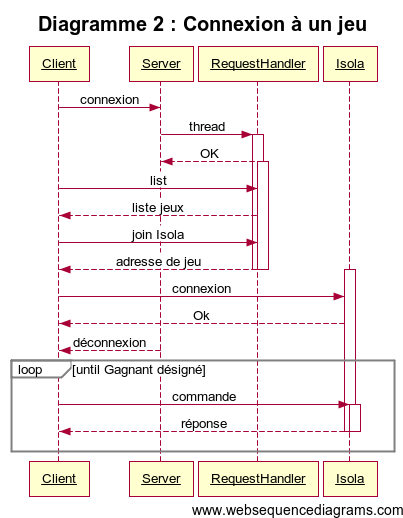 Diagramme 2 : Connexion à un jeu
Client Server RequestHandler Isola
connexion
thread
OK
list
liste jeux
join Isola
adresse de jeu
connexion
Ok
déconnexion
loop [until Gagnant désigné]
commande
réponse
Client Server RequestHandler Isola
www.websequencediagrams.com